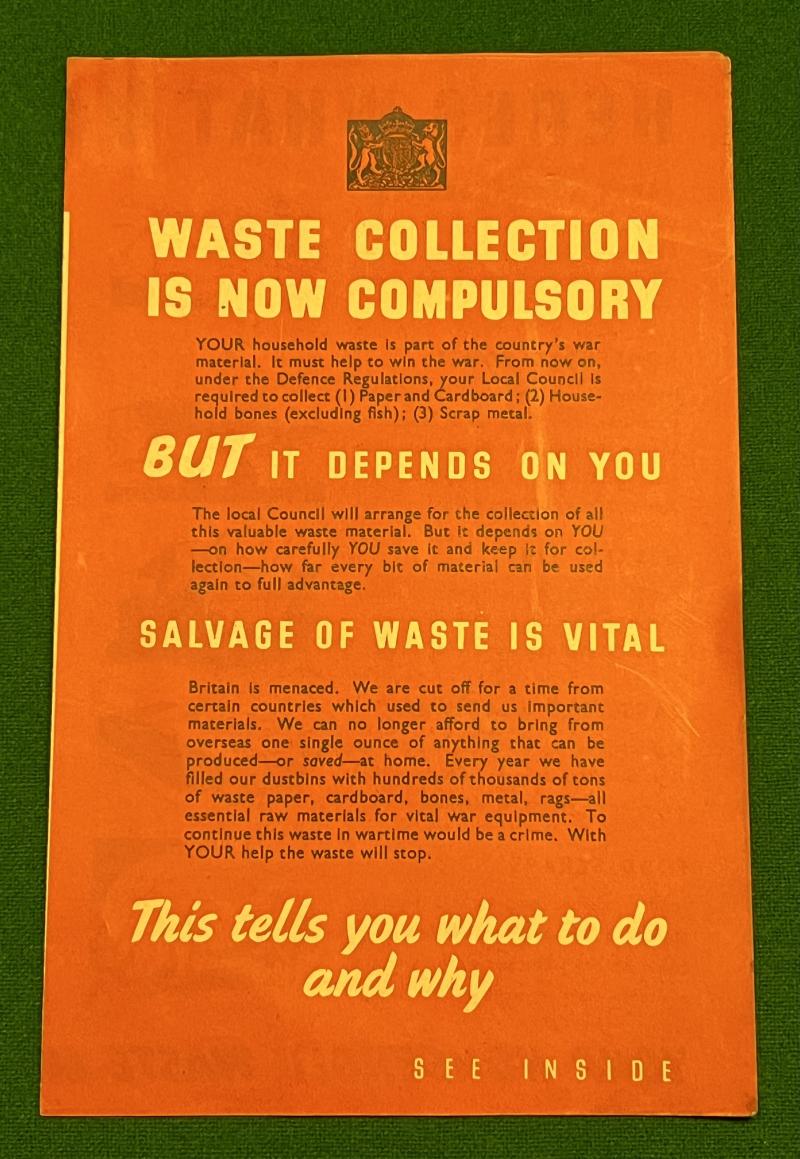 WASTE COLLECTION
IS NOW COMPULSORY
YOUR household waste is part of the country's war
material. It must help to win the war. From now on,
under the Defence Regulations, your Local Council is
required to collect (1) Paper and Cardboard; (2) House-
hold bones (excluding fish); (3) Scrap metal.
BUT IT DEPENDS ON YOU
The local Council will arrange for the collection of all
this valuable waste material. But it depends on YOU
—on how carefully YOU save it and keep it for col-
lection—how far every bit of material can be used
again to full advantage.
SALVAGE OF WASTE IS VITAL
Britain is menaced. We are cut off for a time from
certain countries which used to send us important
materials. We can no longer afford to bring from
overseas one single ounce of anything that can be
produced—or saved—at home. Every year we have
filled our dustbins with hundreds of thousands of tons
of waste paper, cardboard, bones, metal, rags—all
essential raw materials for vital war equipment. To
continue this waste in wartime would be a crime. With
YOUR help the waste will stop.
This tells you what to do
and why
SEE INSIDE